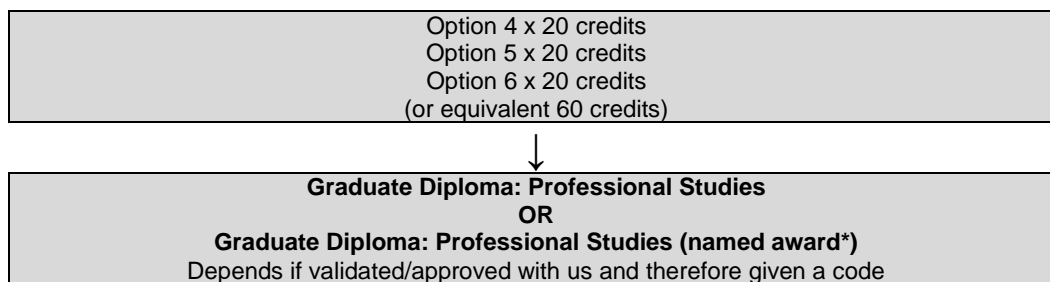 Option 4 x 20 credits
Option 5 x 20 credits
Option 6 x 20 credits
(or equivalent 60 credits)
↓
Graduate Diploma: Professional Studies
OR
Graduate Diploma: Professional Studies (named award*)
Depends if validated/approved with us and therefore given a code